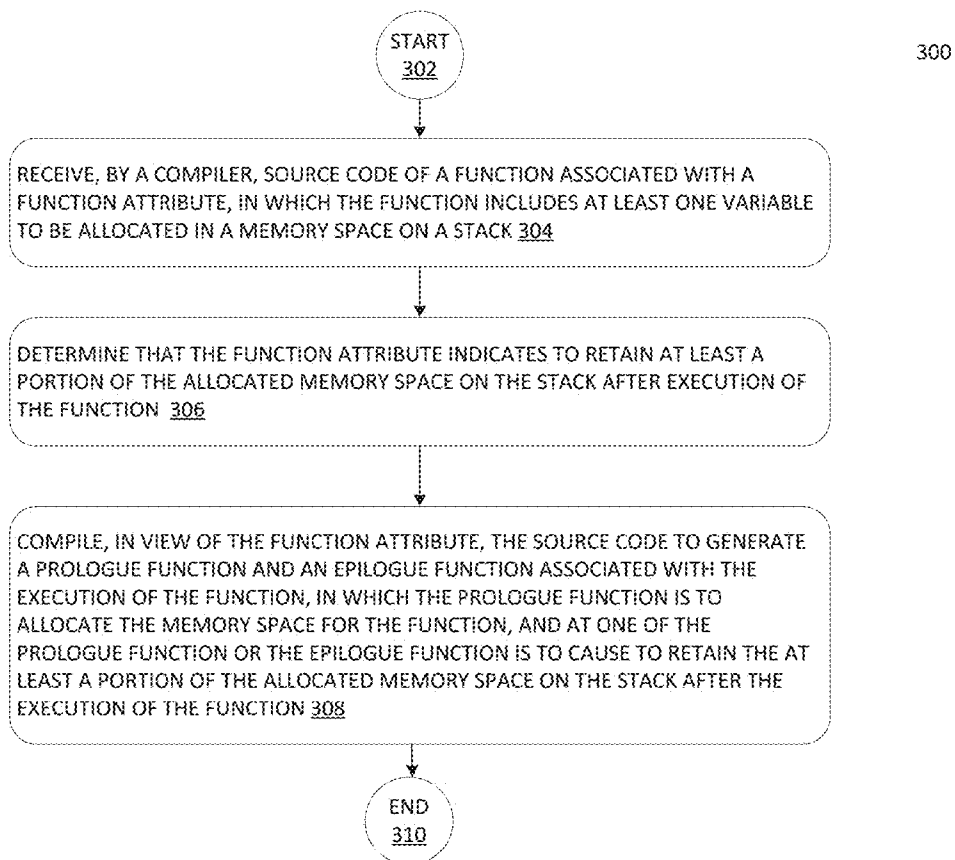 START
302
300
RECEIVE, BY A COMPILER, SOURCE CODE OF A FUNCTION ASSOCIATED WITH A
FUNCTION ATTRIBUTE, IN WHICH THE FUNCTION INCLUDES AT LEAST ONE VARIABLE
TO BE ALLOCATED IN A MEMORY SPACE ON A STACK 304
DETERMINE THAT THE FUNCTION ATTRIBUTE INDICATES TO RETAIN AT LEAST A
PORTION OF THE ALLOCATED MEMORY SPACE ON THE STACK AFTER EXECUTION OF
THE FUNCTION 306
COMPILE, IN VIEW OF THE FUNCTION ATTRIBUTE, THE SOURCE CODE TO GENERATE
A PROLOGUE FUNCTION AND AN EPILOGUE FUNCTION ASSOCIATED WITH THE
EXECUTION OF THE FUNCTION, IN WHICH THE PROLOGUE FUNCTION IS TO
ALLOCATE THE MEMORY SPACE FOR THE FUNCTION, AND AT ONE OF THE
PROLOGUE FUNCTION OR THE EPILOGUE FUNCTION IS TO CAUSE TO RETAIN THE AT
LEAST A PORTION OF THE ALLOCATED MEMORY SPACE ON THE STACK AFTER THE
EXECUTION OF THE FUNCTION 308
END
310